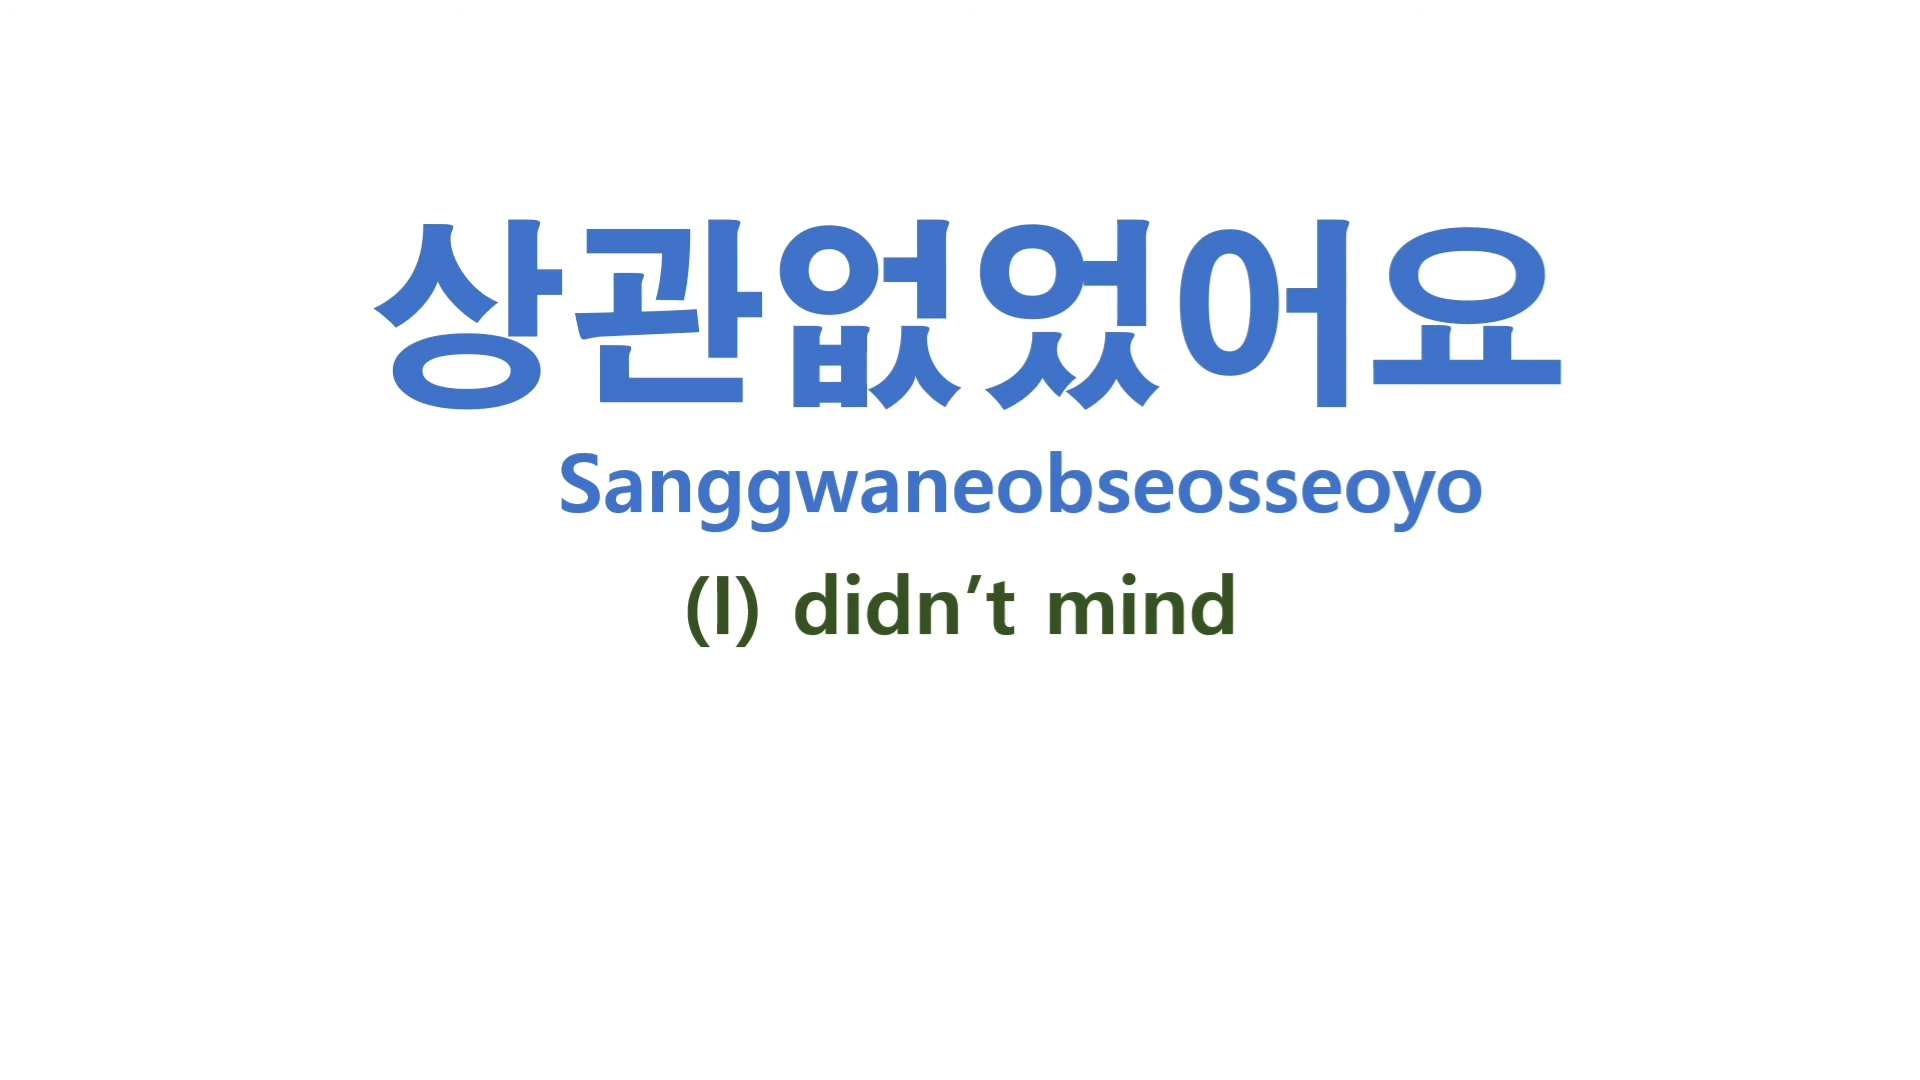 상관없었어요
Sanggwaneobseosseoyo
(I) didn’t mind